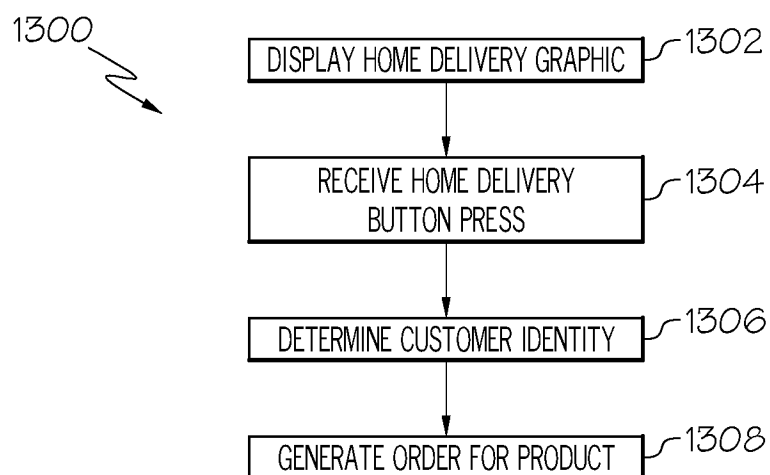 1300
DISPLAY HOME DELIVERY GRAPHIC
1302
RECEIVE HOME DELIVERY
BUTTON PRESS
1304
DETERMINE CUSTOMER IDENTITY
1306
GENERATE ORDER FOR PRODUCT
1308